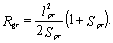 R_gr = l²_pr / (2 S_pr) (1 + S_pr).